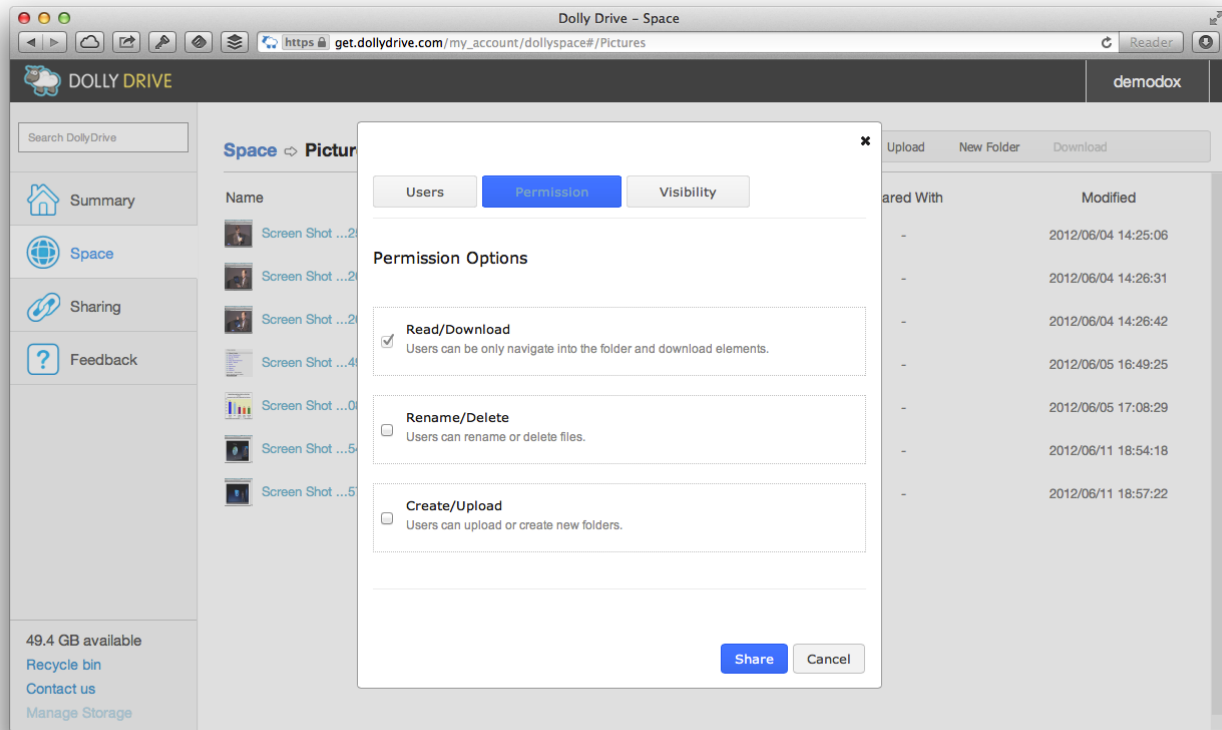 Dolly Drive – Space
https get.dollydrive.com/my_account/dollyspace#/Pictures
Reader
DOLLY DRIVE
demodox
Search DollyDrive
Summary
Space
Sharing
Feedback
49.4 GB available
Recycle bin
Contact us
Manage Storage
Space ⇨ Pictur
Upload New Folder Download
Name ared With Modified
Screen Shot ...25 - 2012/06/04 14:25:06
Screen Shot ...20 - 2012/06/04 14:26:31
Screen Shot ...20 - 2012/06/04 14:26:42
Screen Shot ...49 - 2012/06/05 16:49:25
Screen Shot ...08 - 2012/06/05 17:08:29
Screen Shot ...54 - 2012/06/11 18:54:18
Screen Shot ...57 - 2012/06/11 18:57:22
Users Permission Visibility
Permission Options
Read/Download
Users can be only navigate into the folder and download elements.
Rename/Delete
Users can rename or delete files.
Create/Upload
Users can upload or create new folders.
Share Cancel